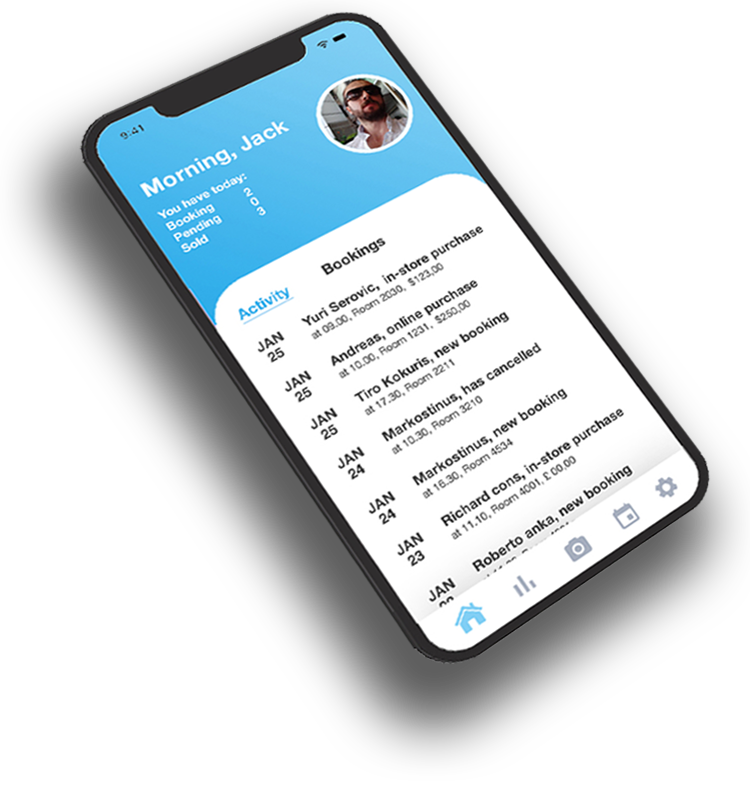 9:41
Morning, Jack
You have today:
Booking 2
Pending 0
Sold 3
Activity Bookings
JAN 25 Yuri Serovic, in-store purchase
at 09.00, Room 2030, $123,00
JAN 25 Andreas, online purchase
at 10.00, Room 1231, $250,00
JAN 25 Tiro Kokuris, new booking
at 17.30, Room 2211
JAN 24 Markostinus, has cancelled
at 10.30, Room 3210
JAN 24 Markostinus, new booking
at 16.30, Room 4534
JAN 23 Richard cons, in-store purchase
at 11.10, Room 4001, £ 00.00
JAN Roberto anka, new booking